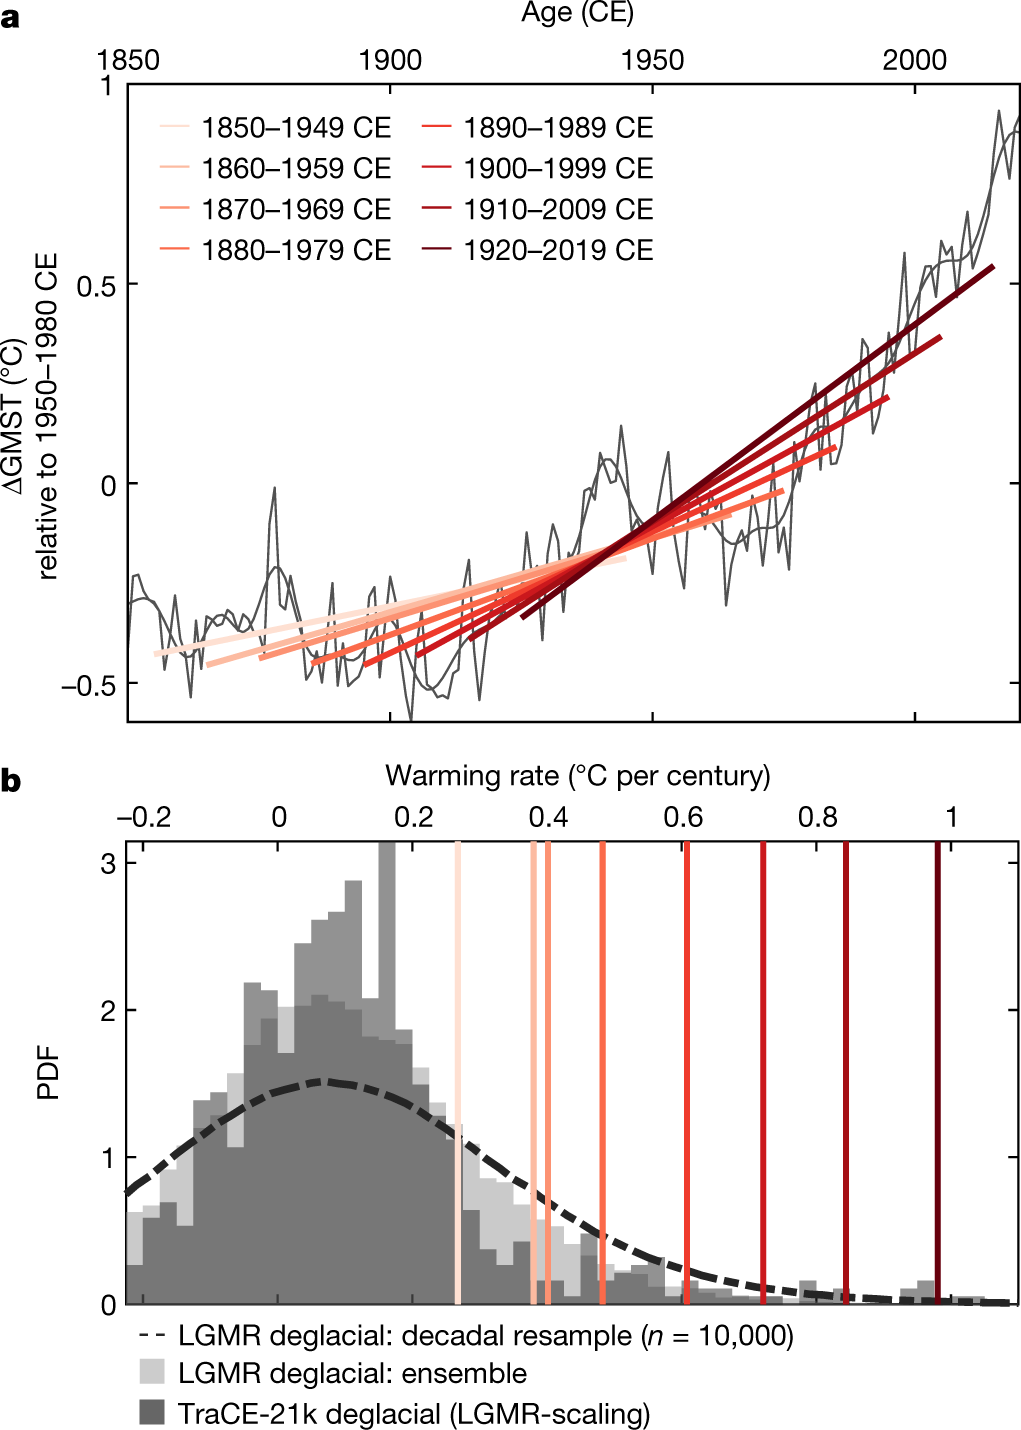 a
Age (CE)
1850 1900 1950 2000
1
0.5
0
−0.5
ΔGMST (°C)
relative to 1950–1980 CE
1850–1949 CE 1890–1989 CE
1860–1959 CE 1900–1999 CE
1870–1969 CE 1910–2009 CE
1880–1979 CE 1920–2019 CE
b
Warming rate (°C per century)
−0.2 0 0.2 0.4 0.6 0.8 1
3
2
1
0
PDF
LGMR deglacial: decadal resample (n = 10,000)
LGMR deglacial: ensemble
TraCE-21k deglacial (LGMR-scaling)